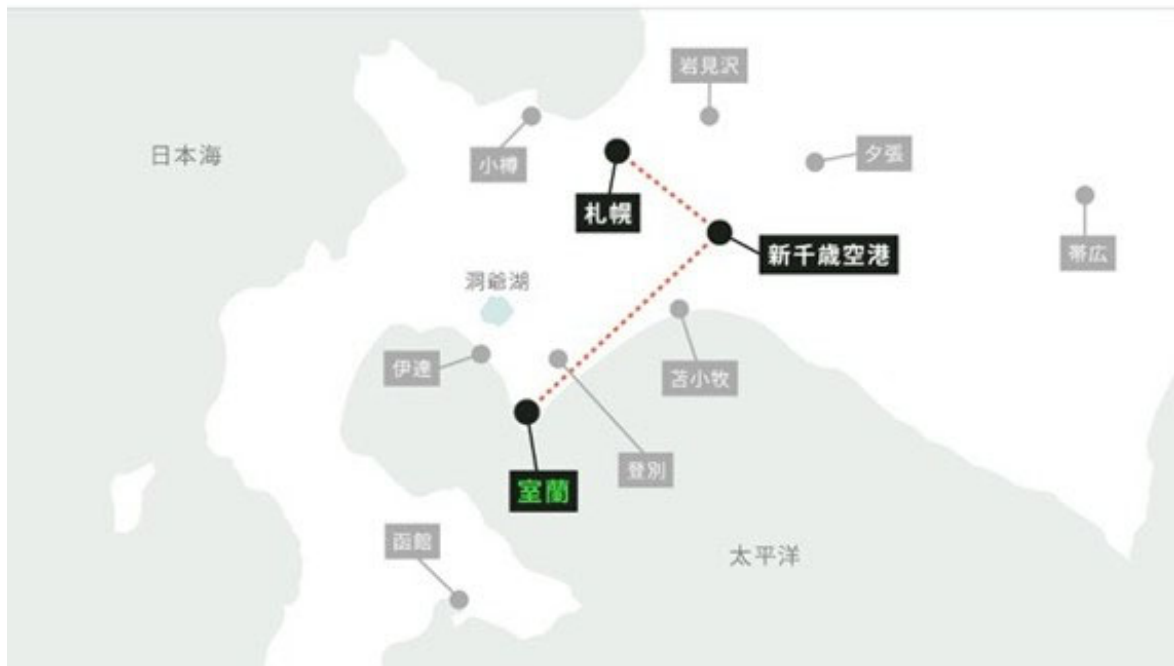 岩見沢
日本海
小樽
夕張
札幌
新千歳空港
帯広
洞爺湖
伊達
苫小牧
登別
室蘭
函館
太平洋